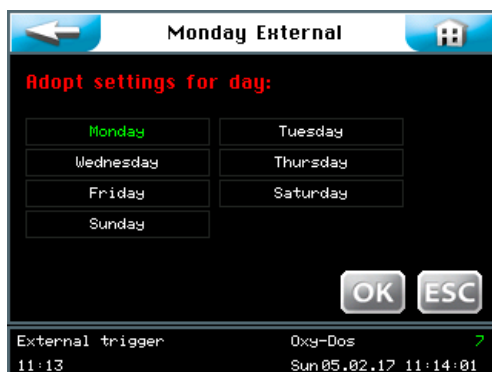 Monday External
Adopt settings for day:
Monday Tuesday
Wednesday Thursday
Friday Saturday
Sunday
OK ESC
External trigger Oxy-Dos 7
11:13 Sun 05.02.17 11:14:01